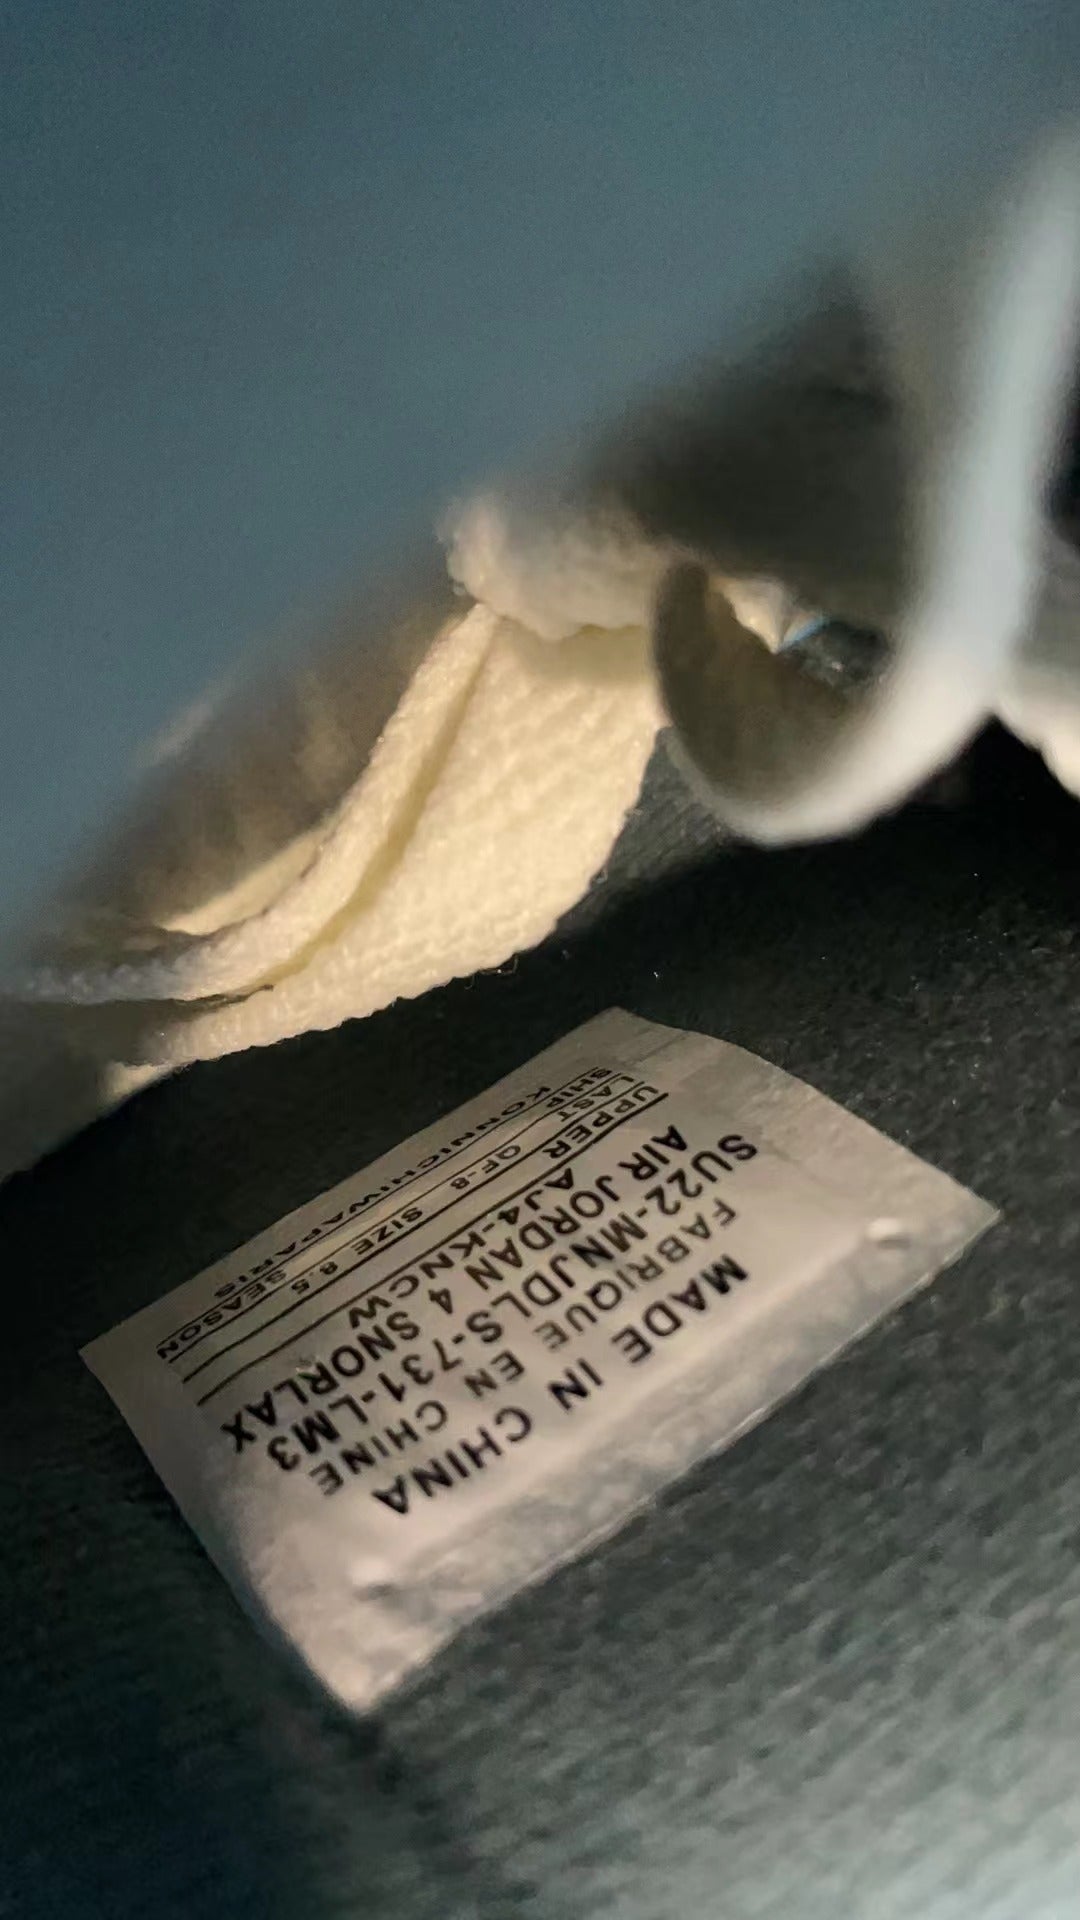 MADE IN CHINA
FABRIQUE EN CHINE
SU22-MNJDLS-731-LM3
AIR JORDAN 4 SNORLAX
AJ4-KNCW
UPPER
LAST QF-8 SIZE 8.5 SEASON
SHIP KONNICHIWAPARIS